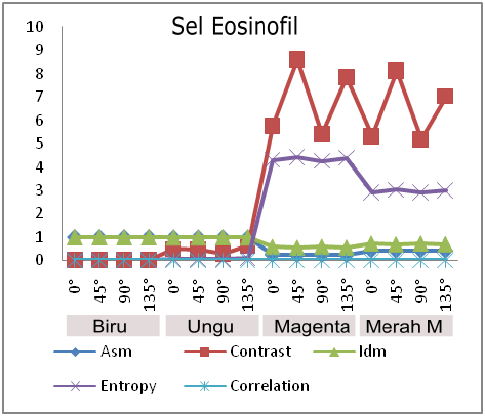 Sel Eosinofil
10
9
8
7
6
5
4
3
2
1
0
0° 45° 90° 135° 0° 45° 90° 135° 0° 45° 90° 135° 0° 45° 90° 135°
Biru Ungu Magenta Merah M
Asm Contrast Idm
Entropy Correlation